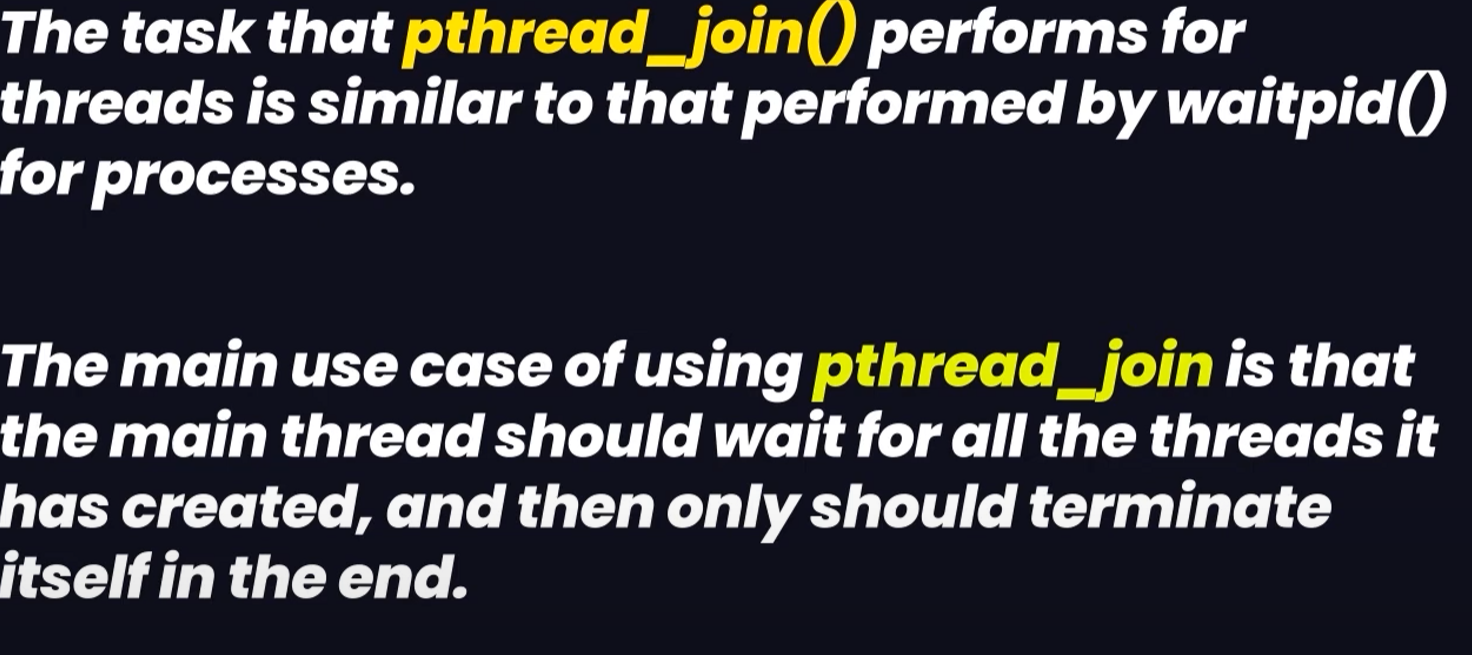 The task that pthread_join() performs for
threads is similar to that performed by waitpid()
for processes.
The main use case of using pthread_join is that
the main thread should wait for all the threads it
has created, and then only should terminate
itself in the end.